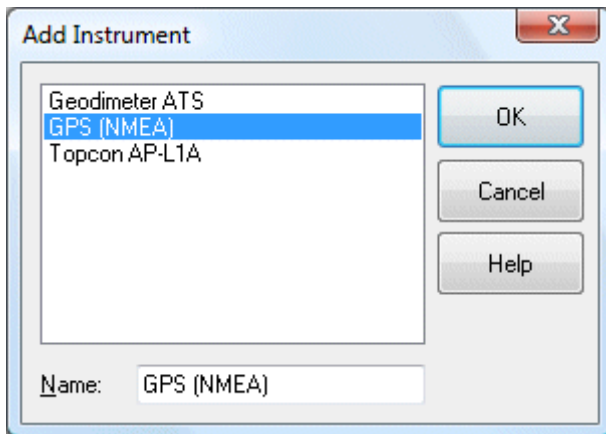 Add Instrument
Geodimeter ATS
GPS (NMEA)
Topcon AP-L1A
OK
Cancel
Help
Name: GPS (NMEA)